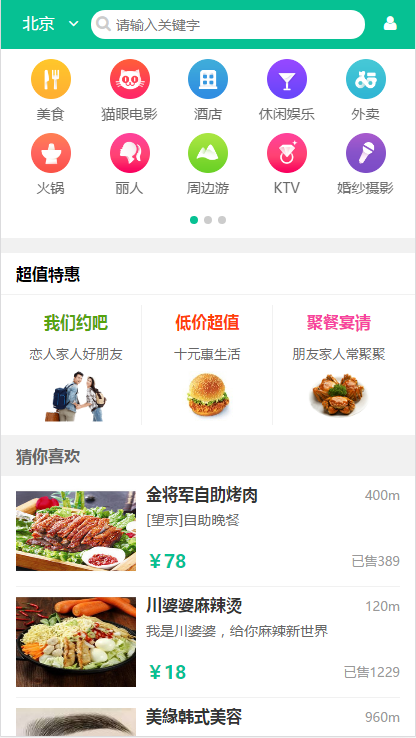 北京 请输入关键字
美食 猫眼电影 酒店 休闲娱乐 外卖
火锅 丽人 周边游 KTV 婚纱摄影
超值特惠
我们约吧 低价超值 聚餐宴请
恋人家人好朋友 十元惠生活 朋友家人常聚聚
猜你喜欢
金将军自助烤肉 400m
[望京]自助晚餐
￥78 已售389
川婆婆麻辣烫 120m
我是川婆婆，给你麻辣新世界
￥18 已售1229
美緣韩式美容 960m